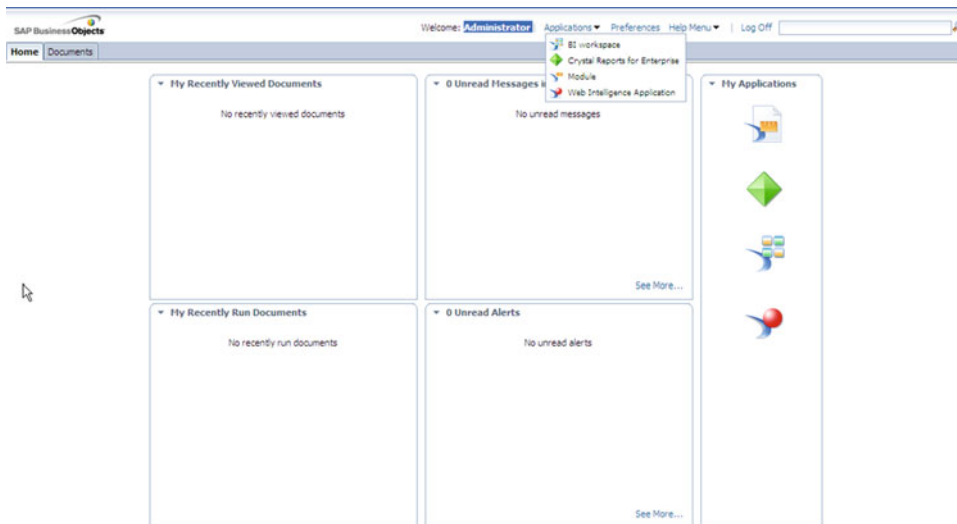 SAP BusinessObjects
Welcome: Administrator Applications Preferences Help Menu | Log Off
BI workspace
Crystal Reports for Enterprise
Module
Web Intelligence Application
Home Documents
My Recently Viewed Documents
No recently viewed documents
0 Unread Messages i
No unread messages
See More...
My Applications
My Recently Run Documents
No recently run documents
0 Unread Alerts
No unread alerts
See More...